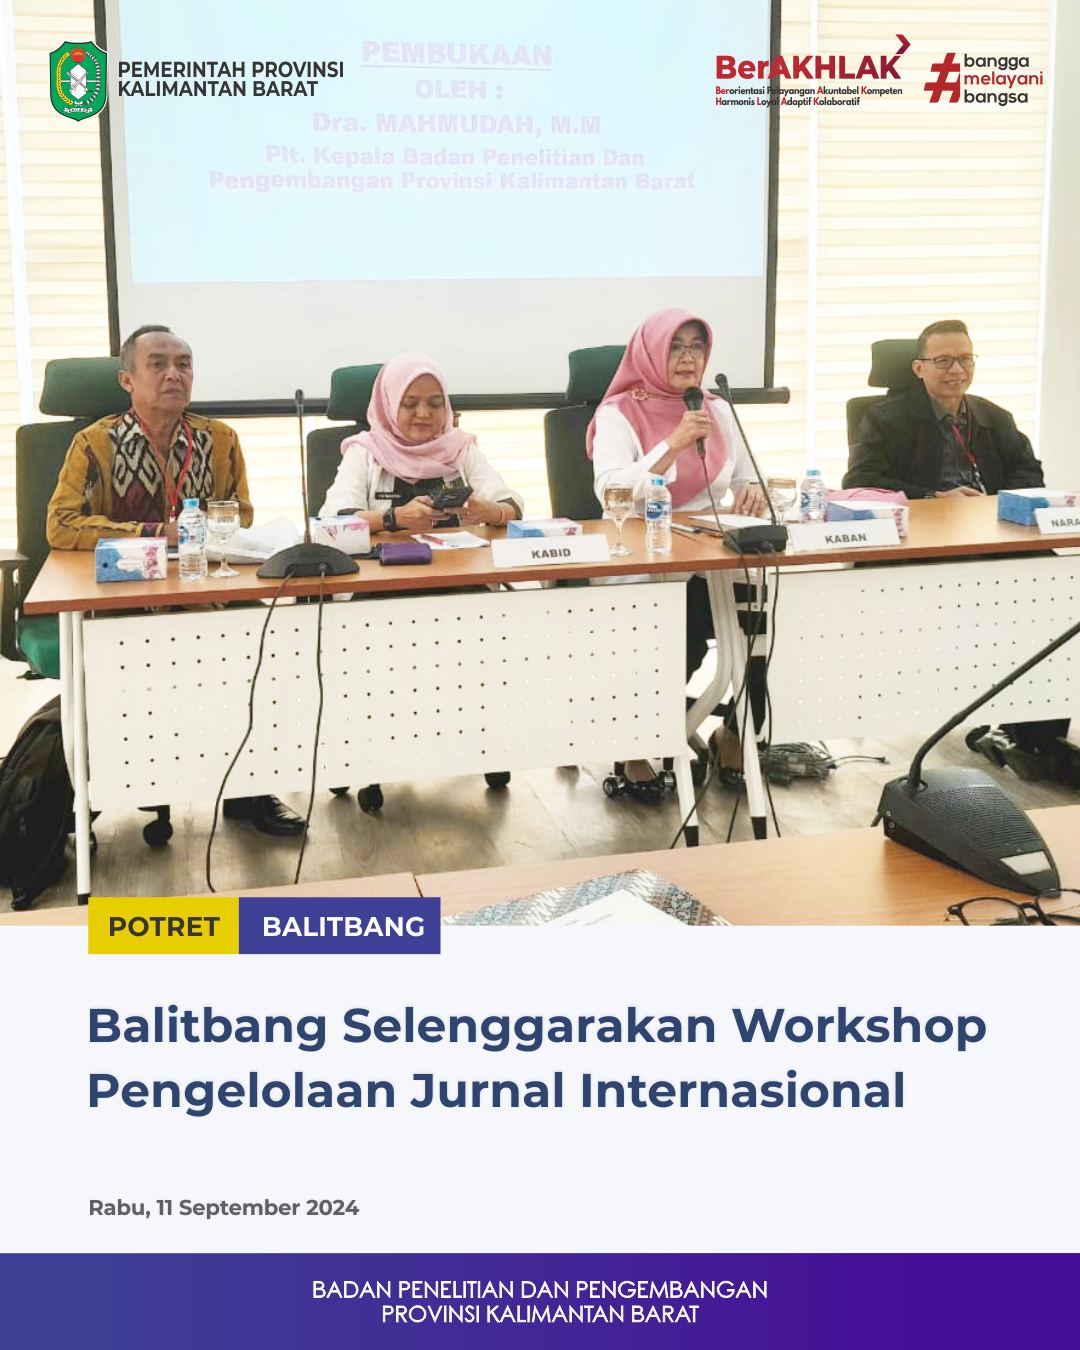 PEMERINTAH PROVINSI
KALIMANTAN BARAT
BerAKHLAK
Berorientasi Pelayangan Akuntabel Kompeten
Harmonis Loyal Adaptif Kolaboratif
#bangga
melayani
bangsa
PEMBUKAAN
OLEH :
Dra. MAHMUDAH, M.M
Plt. Kepala Badan Penelitian Dan
Pengembangan Provinsi Kalimantan Barat
KABID
KABAN
NARA
POTRET BALITBANG
Balitbang Selenggarakan Workshop
Pengelolaan Jurnal Internasional
Rabu, 11 September 2024
BADAN PENELITIAN DAN PENGEMBANGAN
PROVINSI KALIMANTAN BARAT